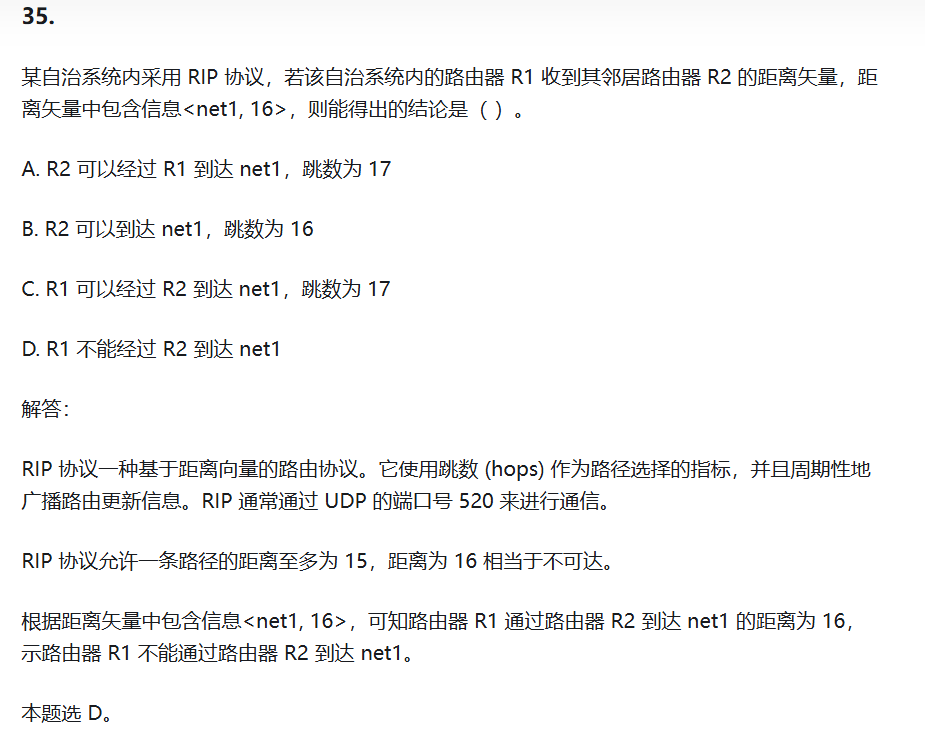 35.
某自治系统内采用 RIP 协议，若该自治系统内的路由器 R1 收到其邻居路由器 R2 的距离矢量，距
离矢量中包含信息<net1, 16>，则能得出的结论是（ ）。
A. R2 可以经过 R1 到达 net1，跳数为 17
B. R2 可以到达 net1，跳数为 16
C. R1 可以经过 R2 到达 net1，跳数为 17
D. R1 不能经过 R2 到达 net1
解答：
RIP 协议一种基于距离向量的路由协议。它使用跳数 (hops) 作为路径选择的指标，并且周期性地
广播路由更新信息。RIP 通常通过 UDP 的端口号 520 来进行通信。
RIP 协议允许一条路径的距离至多为 15，距离为 16 相当于不可达。
根据距离矢量中包含信息<net1, 16>，可知路由器 R1 通过路由器 R2 到达 net1 的距离为 16，
示路由器 R1 不能通过路由器 R2 到达 net1。
本题选 D。